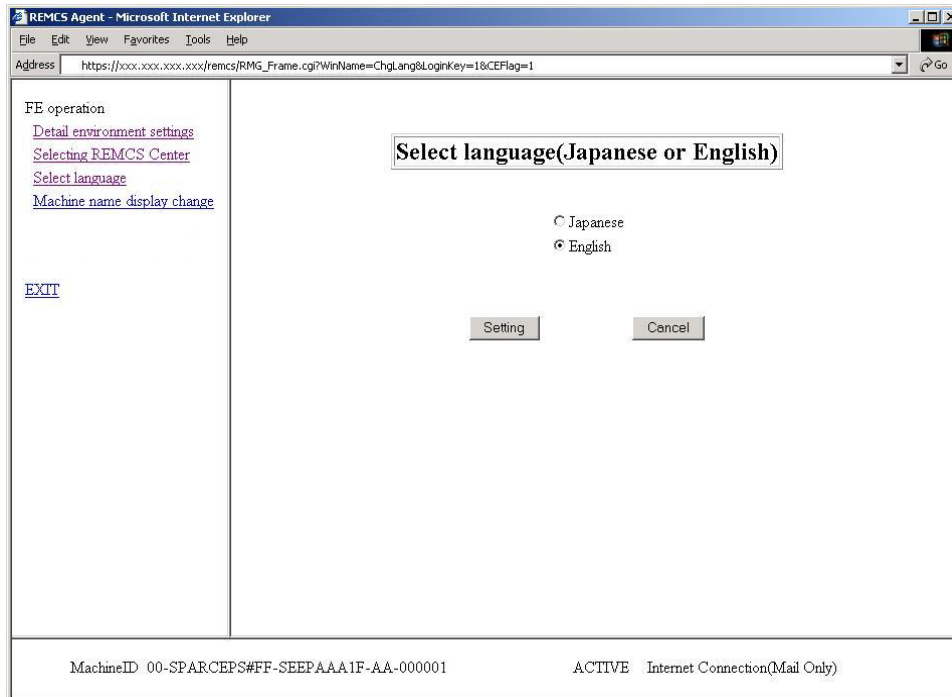 REMCS Agent - Microsoft Internet Explorer
File Edit View Favorites Tools Help
Address https://xxx.xxx.xxx.xxx/remcs/RMG_Frame.cgi?WinName=ChgLang&LoginKey=1&CEFlag=1 Go
FE operation
Detail environment settings
Selecting REMCS Center
Select language
Machine name display change
EXIT
Select language(Japanese or English)
Japanese
English
Setting Cancel
MachineID 00-SPARCEPS#FF-SEEPAAA1F-AA-000001 ACTIVE Internet Connection(Mail Only)